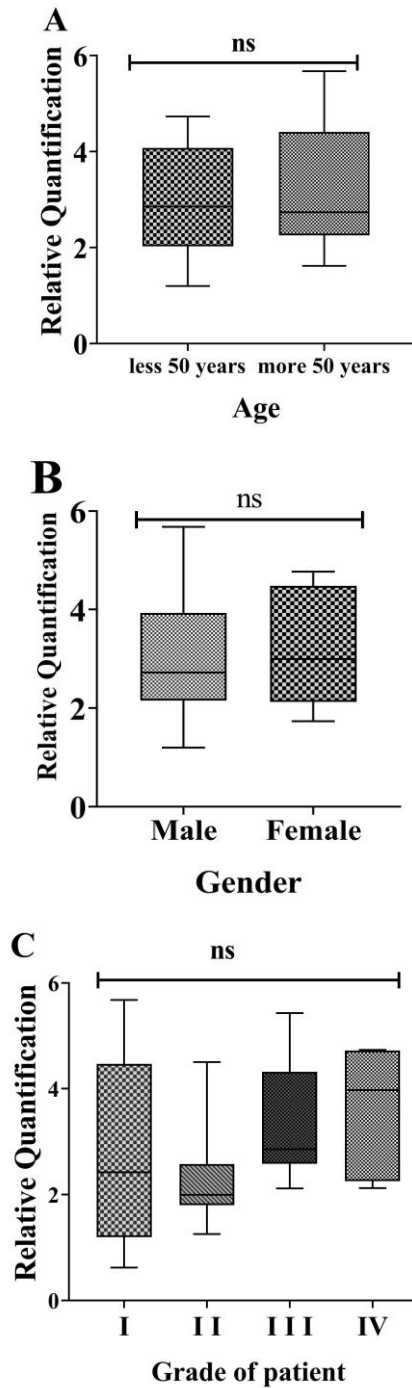 A
ns
Relative Quantification
6
4
2
0
less 50 years more 50 years
Age
B
ns
Relative Quantification
6
4
2
0
Male Female
Gender
C
ns
Relative Quantification
6
4
2
0
I I I I I I IV
Grade of patient